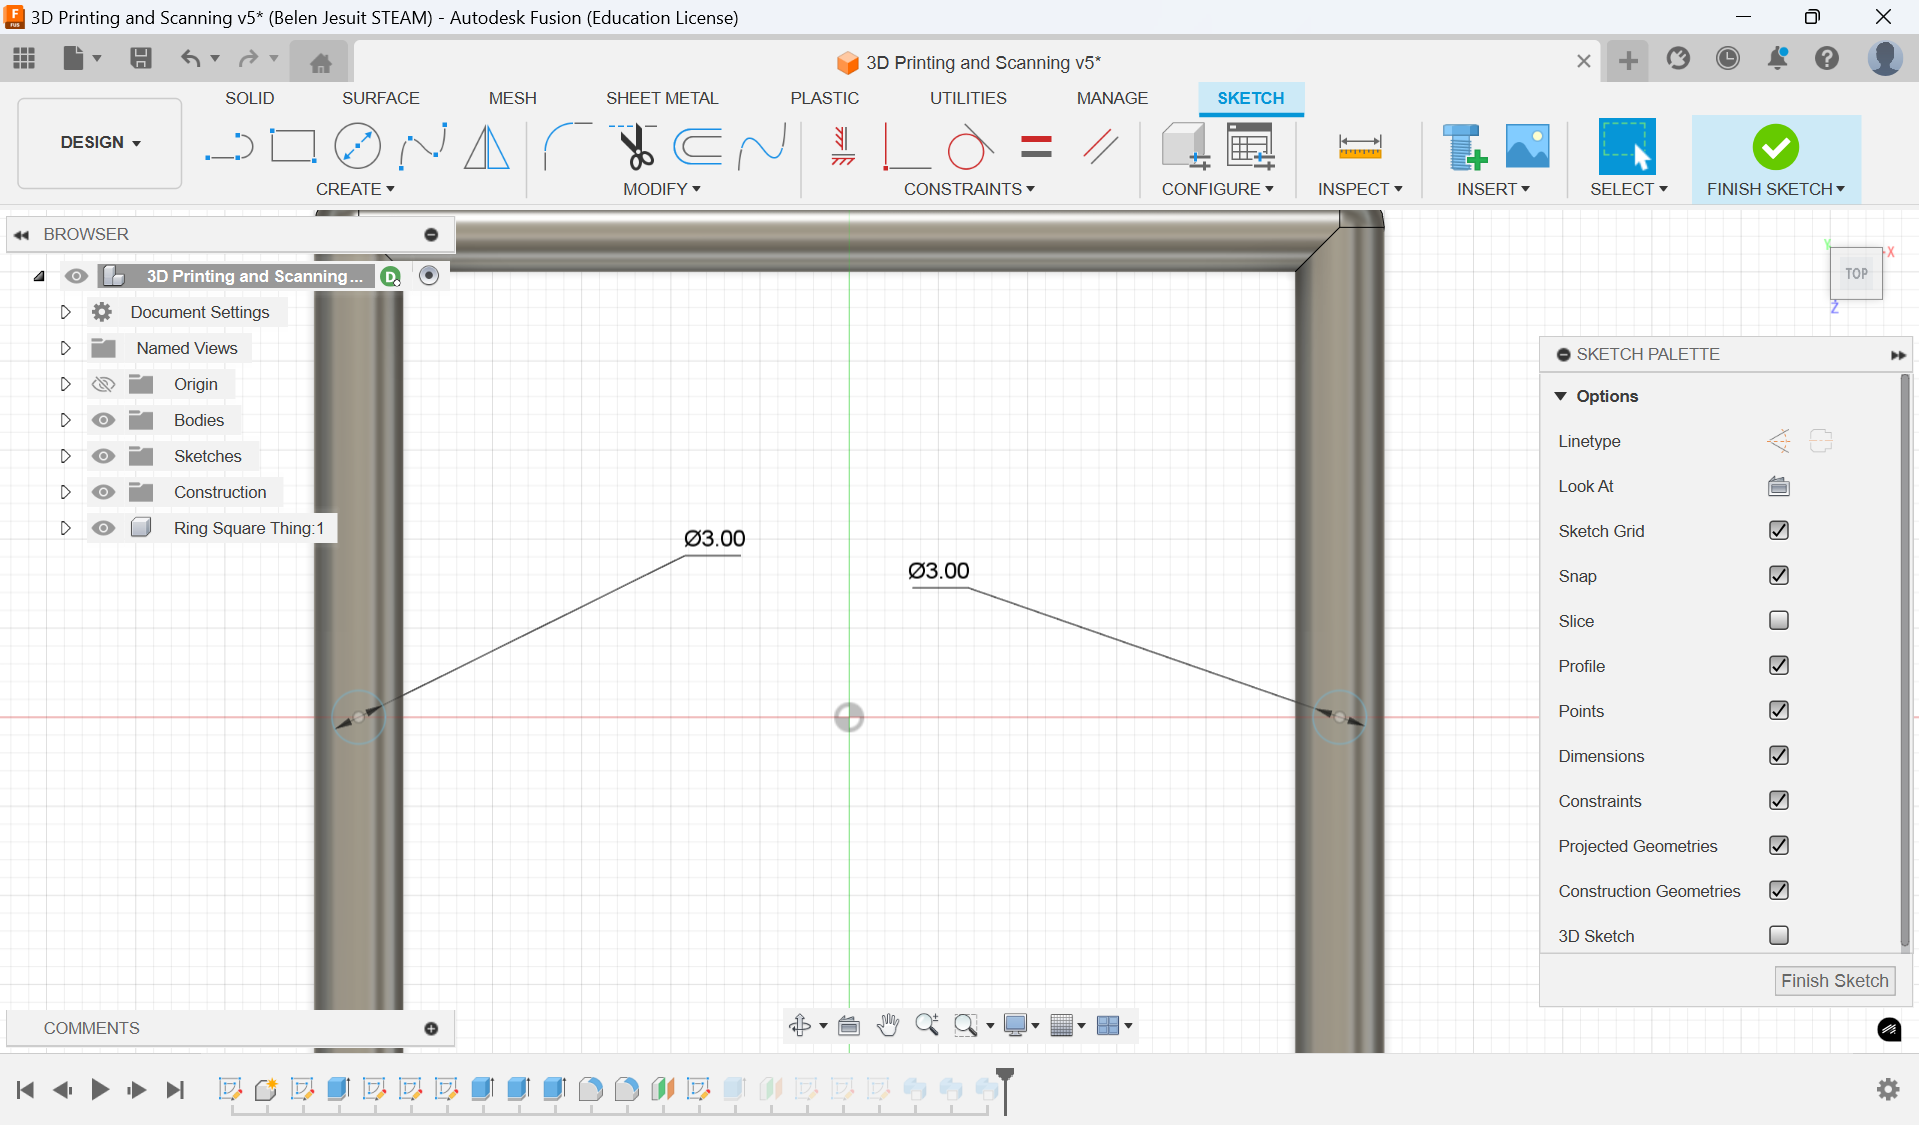 3D Printing and Scanning v5* (Belen Jesuit STEAM) - Autodesk Fusion (Education License)
3D Printing and Scanning v5*
SOLID SURFACE MESH SHEET METAL PLASTIC UTILITIES MANAGE SKETCH
DESIGN
CREATE MODIFY CONSTRAINTS CONFIGURE INSPECT INSERT SELECT FINISH SKETCH
BROWSER
3D Printing and Scanning...
D
Document Settings
Named Views
Origin
Bodies
Sketches
Construction
Ring Square Thing:1
Ø3.00
Ø3.00
Y
X
TOP
Z
SKETCH PALETTE
Options
Linetype
Look At
Sketch Grid
Snap
Slice
Profile
Points
Dimensions
Constraints
Projected Geometries
Construction Geometries
3D Sketch
Finish Sketch
COMMENTS